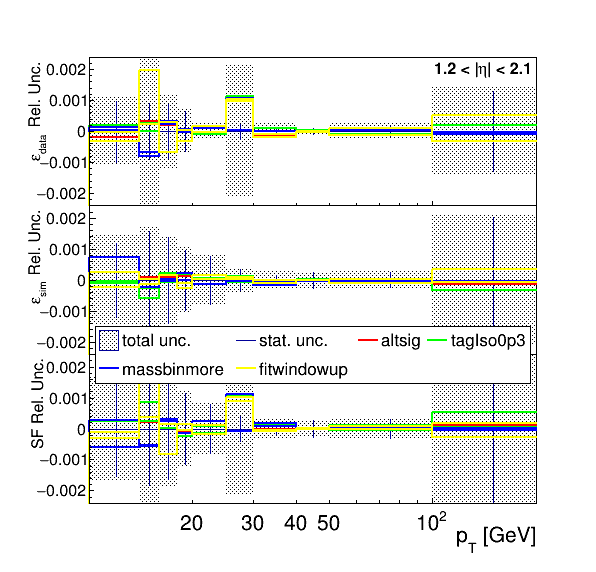 1.2 < |η| < 2.1
ε_data Rel. Unc.
0.002
0.001
0
−0.001
−0.002
ε_sim Rel. Unc.
0.002
0.001
0
−0.001
total unc. stat. unc. altsig tagIso0p3
massbinmore fitwindowup
SF Rel. Unc.
0.001
0
−0.001
−0.002
20 30 40 50 10²
p_T [GeV]